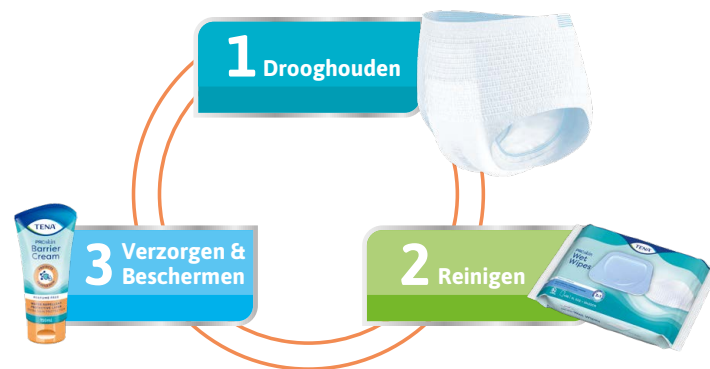 1 Drooghouden
TENA
PROskin
Barrier
Cream
3 Verzorgen &
Beschermen
2 Reinigen
TENA
PROskin
Wet
Wipes